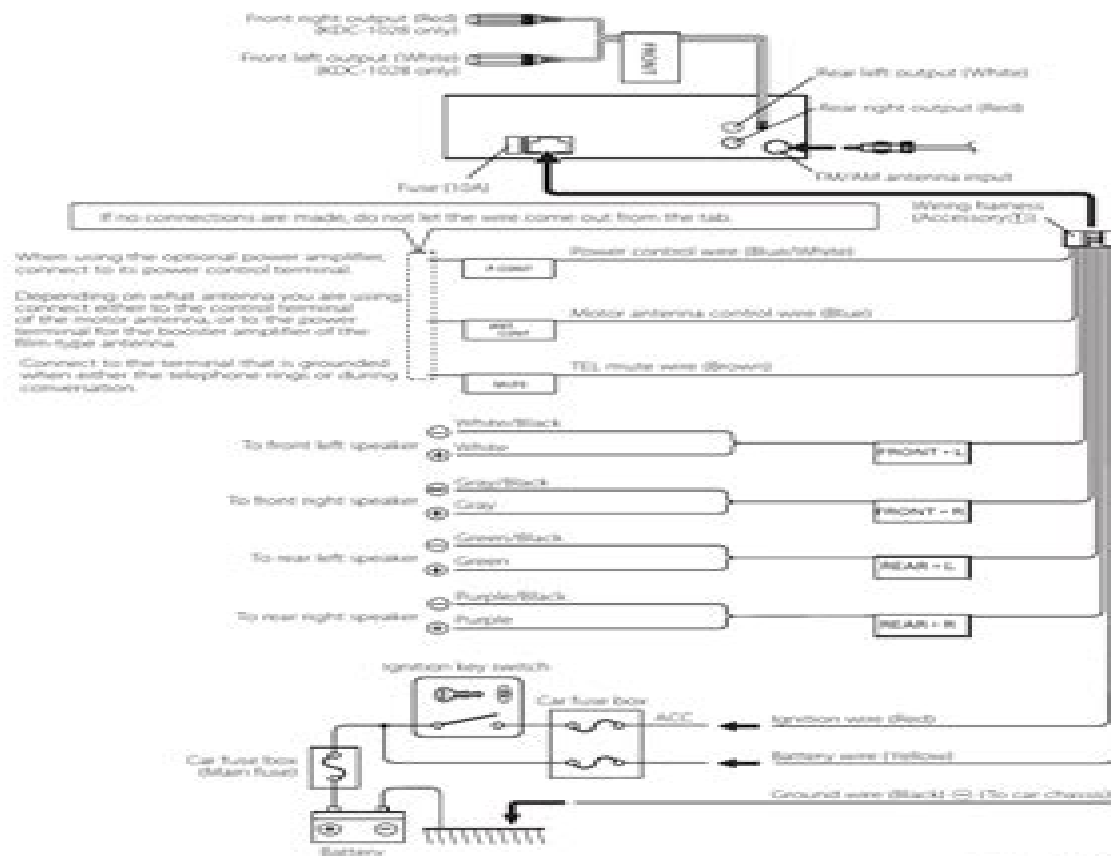 Front right output (Red)
(KDC-1028 only)
Front left output (White)
(KDC-1028 only)
FRONT
Rear left output (White)
Rear right output (Red)
FM/AM antenna input
Fuse (10A)
Wiring harness
(Accessory①)
If no connections are made, do not let the wire come out from the tab.
When using the optional power amplifier,
connect to its power control terminal.
Power control wire (Blue/White)
P.CONT
Depending on what antenna you are using,
connect either to the control terminal
of the motor antenna, or to the power
terminal for the booster amplifier of the
film-type antenna.
Motor antenna control wire (Blue)
ANT.
CONT
Connect to the terminal that is grounded
when either the telephone rings or during
conversation.
TEL mute wire (Brown)
MUTE
To front left speaker
White/Black
White
FRONT - L
To front right speaker
Gray/Black
Gray
FRONT - R
To rear left speaker
Green/Black
Green
REAR - L
To rear right speaker
Purple/Black
Purple
REAR - R
Ignition key switch
Car fuse box
ACC
Ignition wire (Red)
Car fuse box
(Main fuse)
Battery wire (Yellow)
Ground wire (Black) ⊖ (To car chassis)
Battery